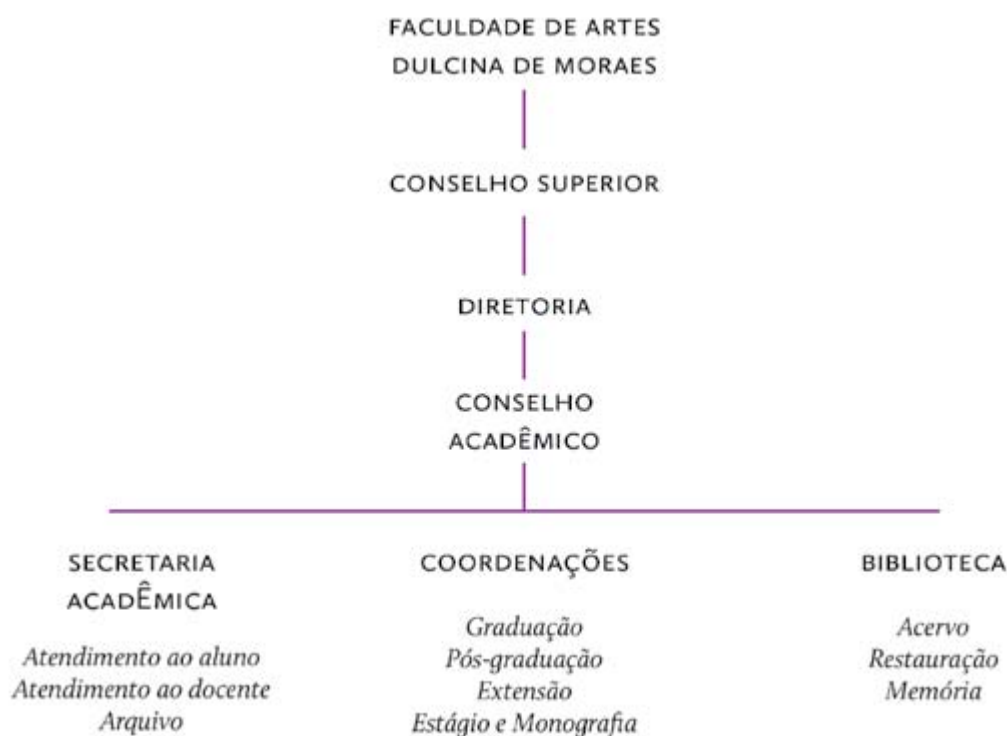 FACULDADE DE ARTES
DULCINA DE MORAES
CONSELHO SUPERIOR
DIRETORIA
CONSELHO
ACADÊMICO
SECRETARIA
ACADÊMICA
Atendimento ao aluno
Atendimento ao docente
Arquivo
COORDENAÇÕES
Graduação
Pós-graduação
Extensão
Estágio e Monografia
BIBLIOTECA
Acervo
Restauração
Memória